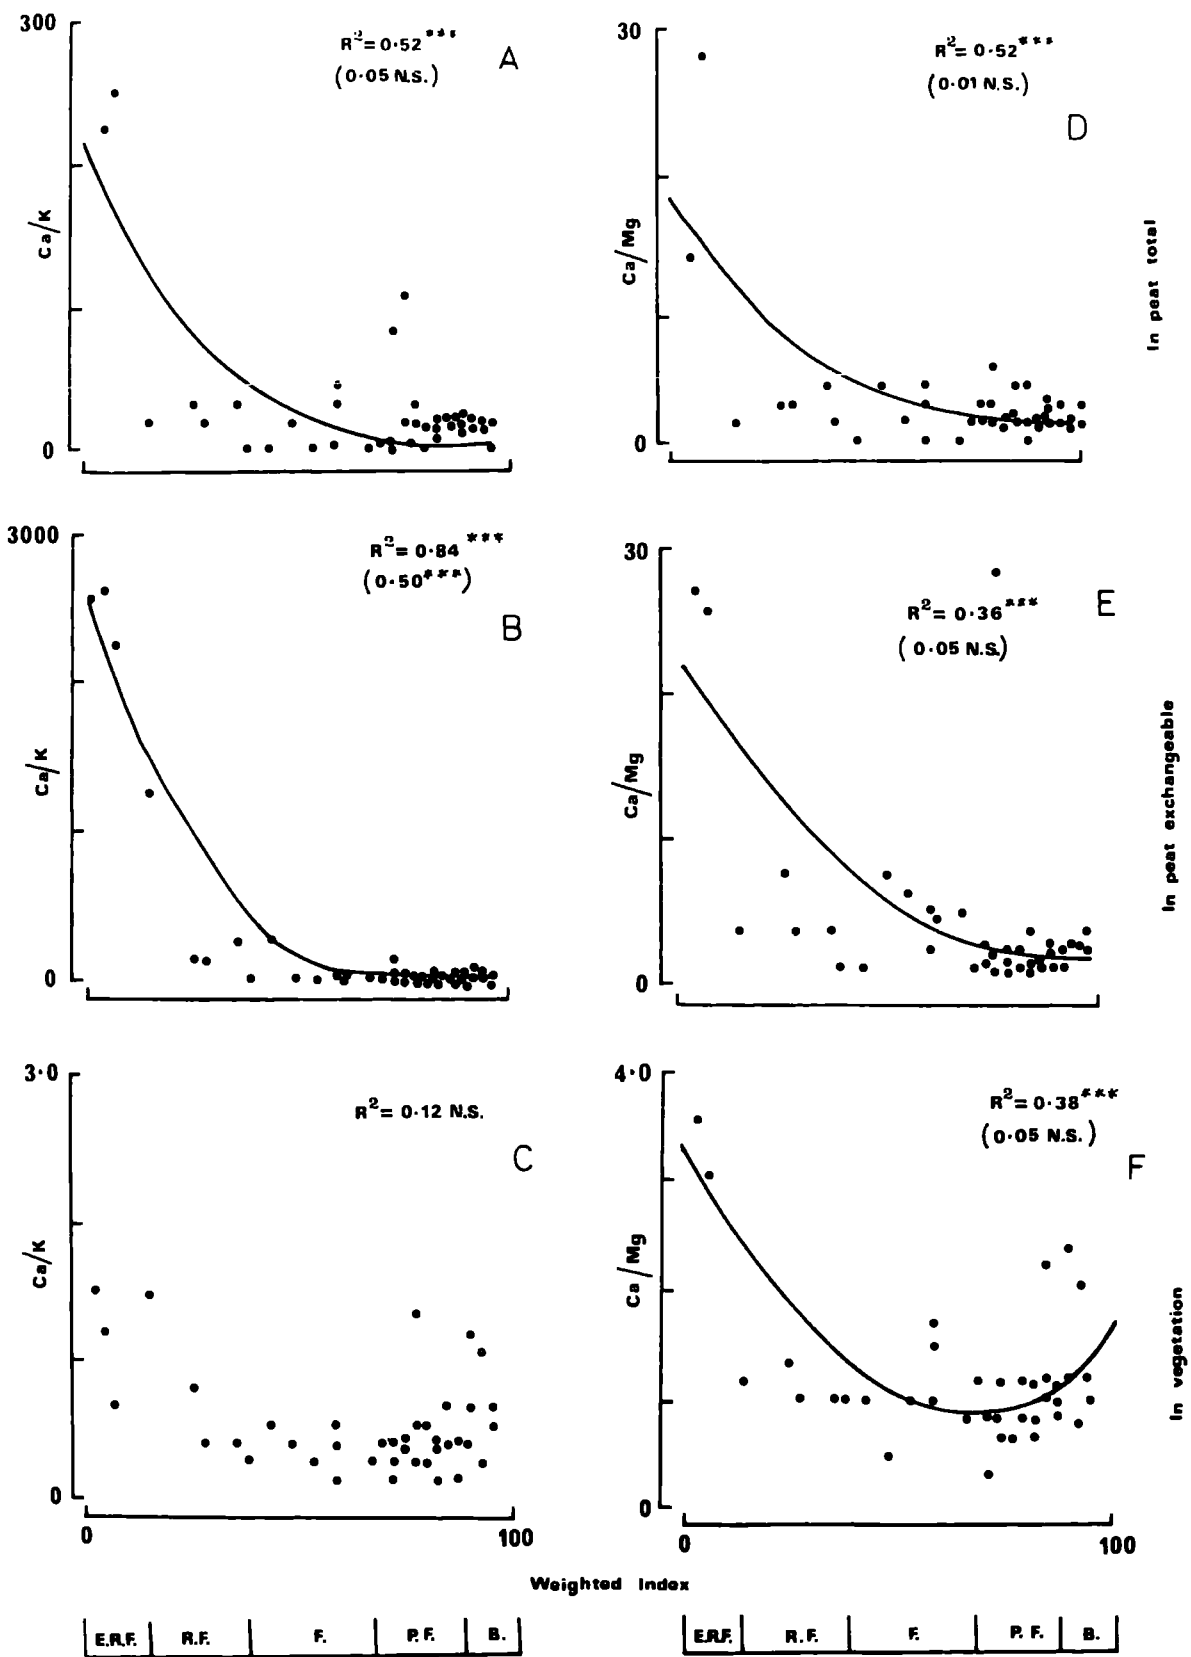 300
R²=0·52***
(0·05 N.S.)
A
Ca/K
0
30
R²=0·52***
(0·01 N.S.)
D
Ca/Mg
0
In peat total
3000
R²=0·84***
(0·50***)
B
Ca/K
0
30
R²=0·36***
(0·05 N.S.)
E
Ca/Mg
0
In peat exchangeable
3·0
R²=0·12 N.S.
C
Ca/K
0
0
100
4·0
R²=0·38***
(0·05 N.S.)
F
Ca/Mg
0
0
100
In vegetation
Weighted Index
E.R.F. R.F. F. P.F. B.
E.R.F. R.F. F. P.F. B.